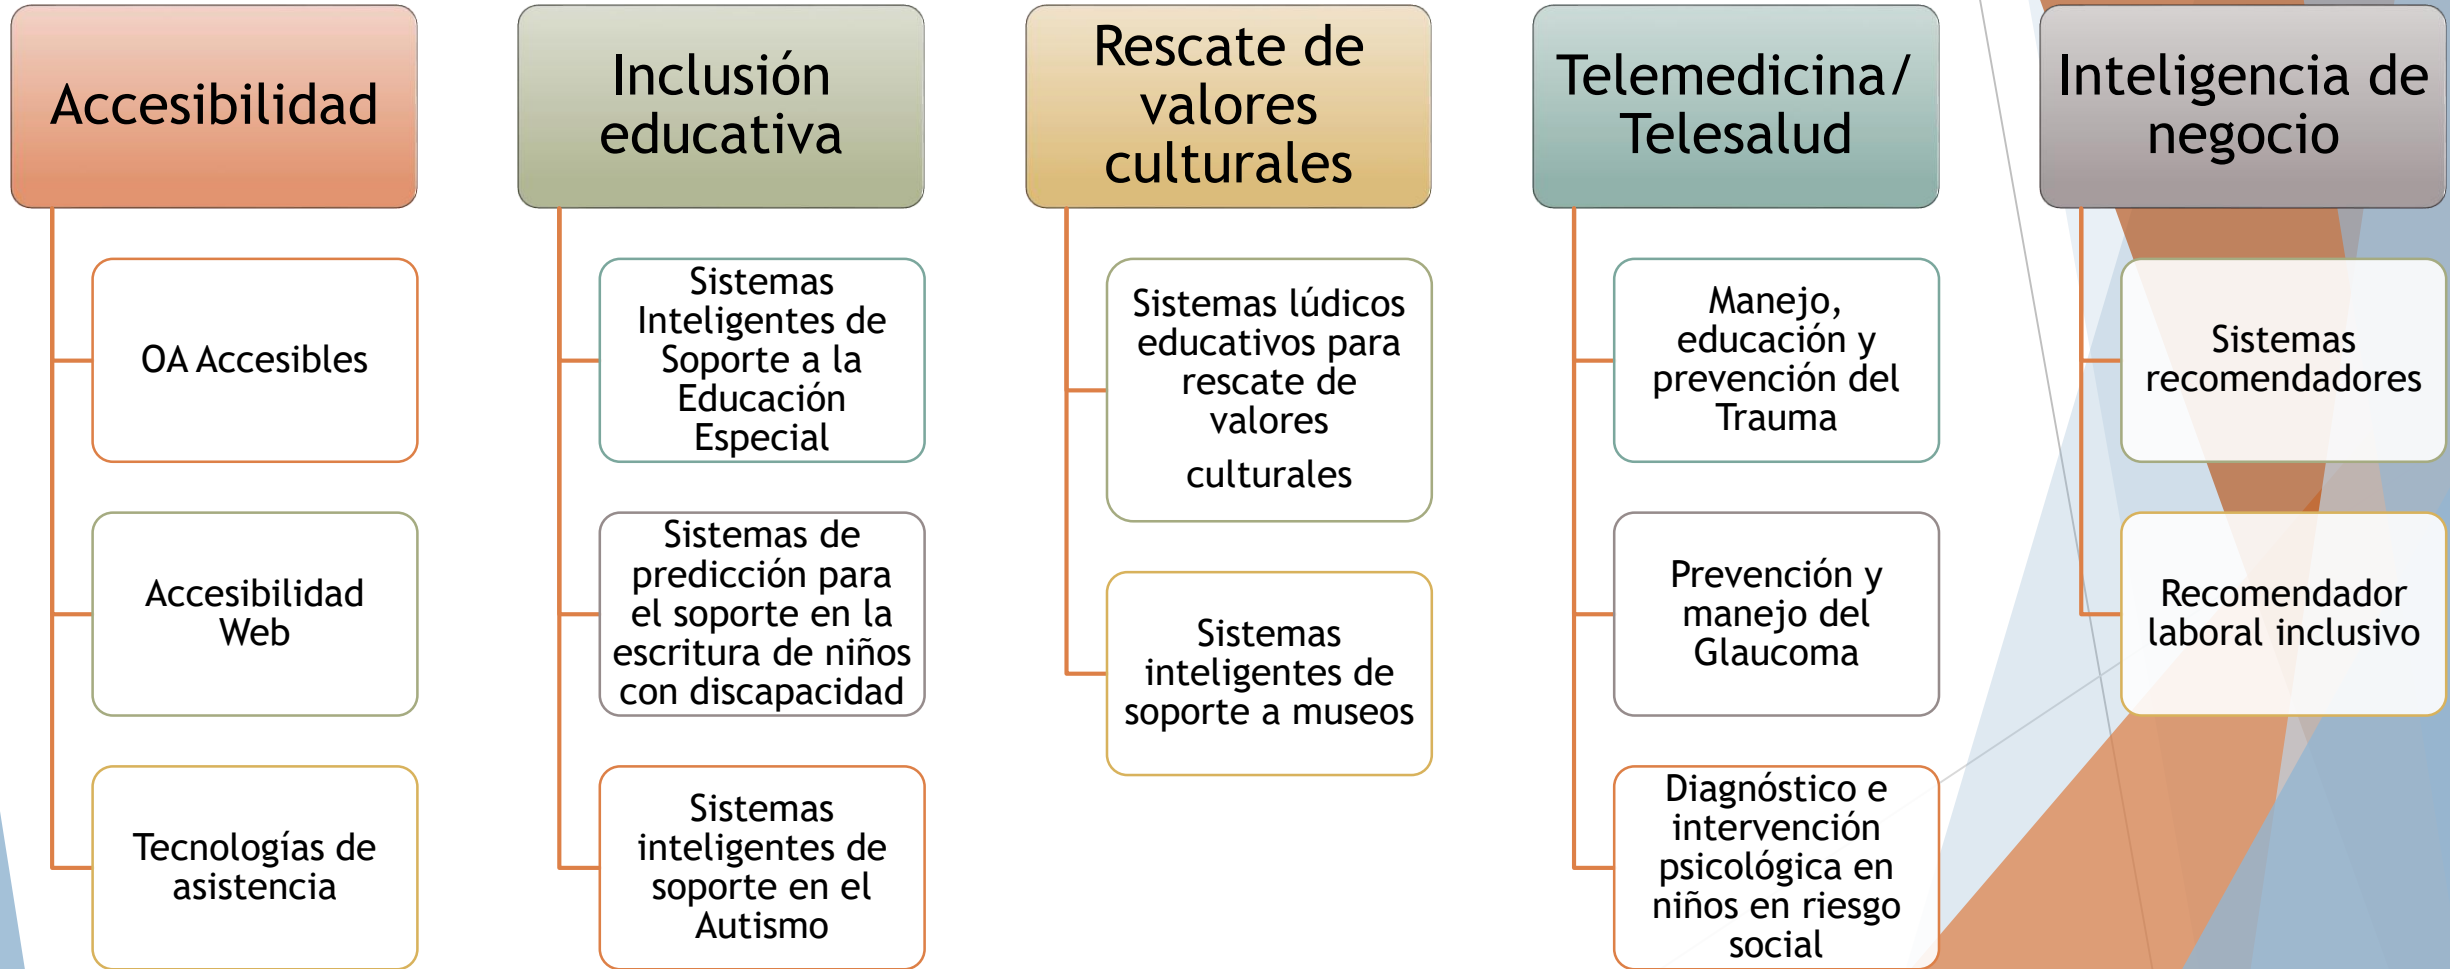 Accesibilidad
OA Accesibles
Accesibilidad
Web
Tecnologías de
asistencia
Inclusión
educativa
Sistemas
Inteligentes de
Soporte a la
Educación
Especial
Sistemas de
predicción para
el soporte en la
escritura de niños
con discapacidad
Sistemas
inteligentes de
soporte en el
Autismo
Rescate de
valores
culturales
Sistemas lúdicos
educativos para
rescate de
valores
culturales
Sistemas
inteligentes de
soporte a museos
Telemedicina/
Telesalud
Manejo,
educación y
prevención del
Trauma
Prevención y
manejo del
Glaucoma
Diagnóstico e
intervención
psicológica en
niños en riesgo
social
Inteligencia de
negocio
Sistemas
recomendadores
Recomendador
laboral inclusivo